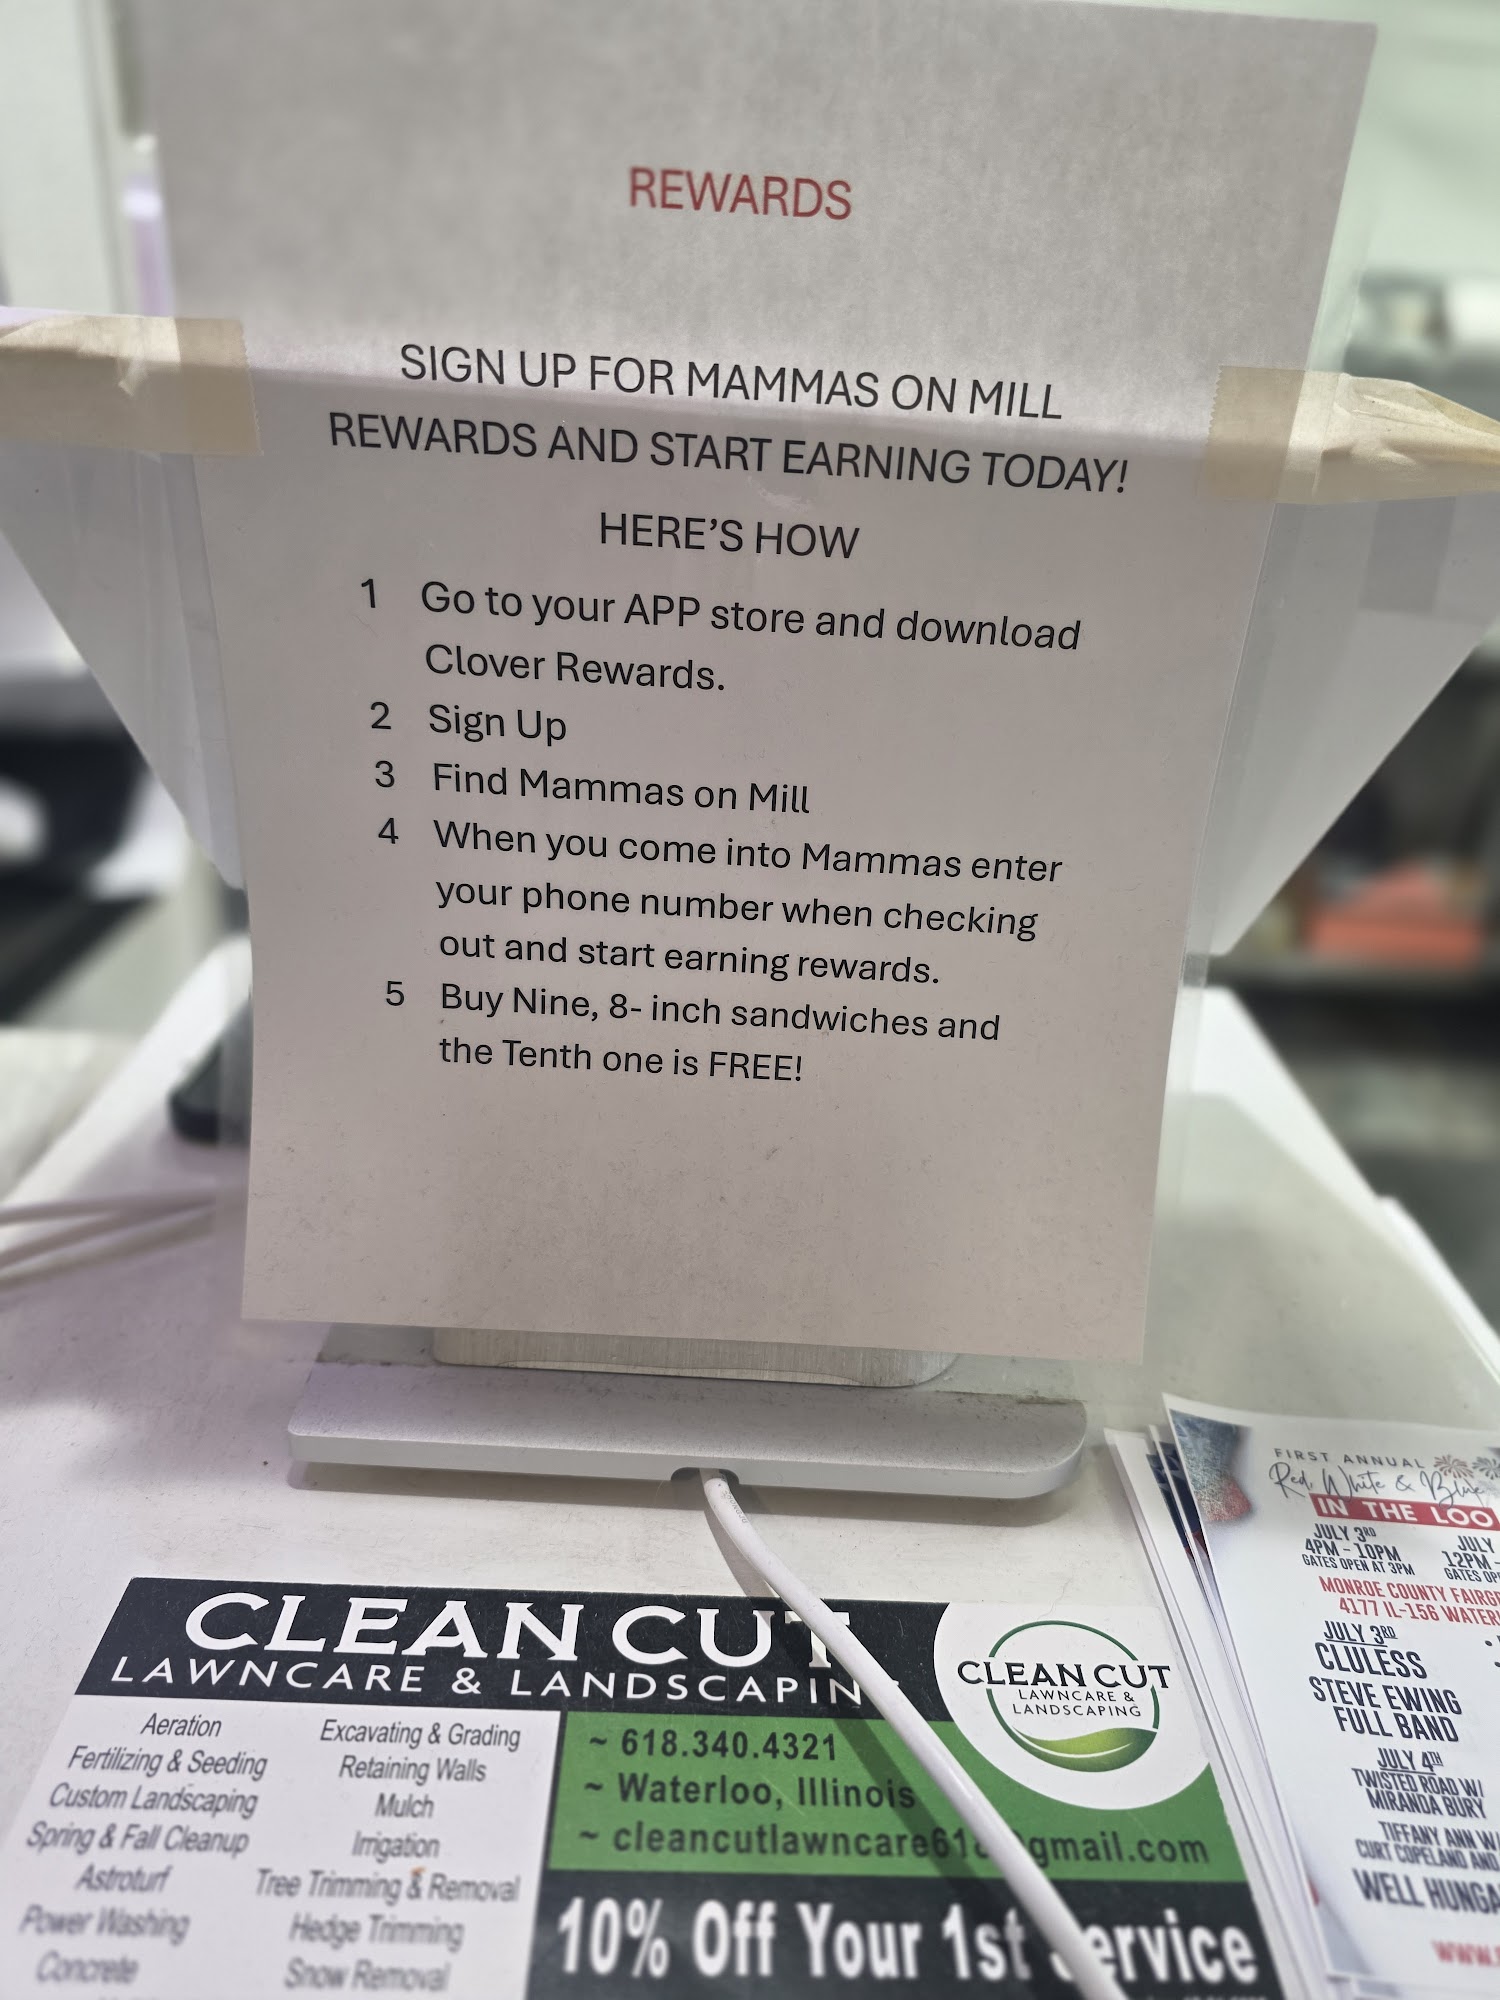 REWARDS
SIGN UP FOR MAMMAS ON MILL
REWARDS AND START EARNING TODAY!
HERE'S HOW
1 Go to your APP store and download
Clover Rewards.
2 Sign Up
3 Find Mammas on Mill
4 When you come into Mammas enter
your phone number when checking
out and start earning rewards.
5 Buy Nine, 8- inch sandwiches and
the Tenth one is FREE!
CLEAN CUT
LAWNCARE & LANDSCAPIN
Aeration
Fertilizing & Seeding
Custom Landscaping
Spring & Fall Cleanup
Astroturf
Power Washing
Concrete
Excavating & Grading
Retaining Walls
Mulch
Irrigation
Tree Trimming & Removal
Hedge Trimming
Snow Removal
~ 618.340.4321
~ Waterloo, Illinois
~ cleancutlawncare61 gmail.com
10% Off Your 1st ervice
CLEAN CUT
LAWNCARE &
LANDSCAPING
FIRST ANNUAL
Red, White & Blue
IN THE LOO
JULY 3RD
4PM - 10PM
GATES OPEN AT 3PM
JULY
12PM -
GATES OP
MONROE COUNTY FAIRG
4177 IL-156 WATER
JULY 3RD
CLULESS
STEVE EWING
FULL BAND
JULY 4TH
TWISTED ROAD W/
MIRANDA BURY
TIFFANY ANN W/
CURT COPELAND AND
WELL HUNGA
WWW.